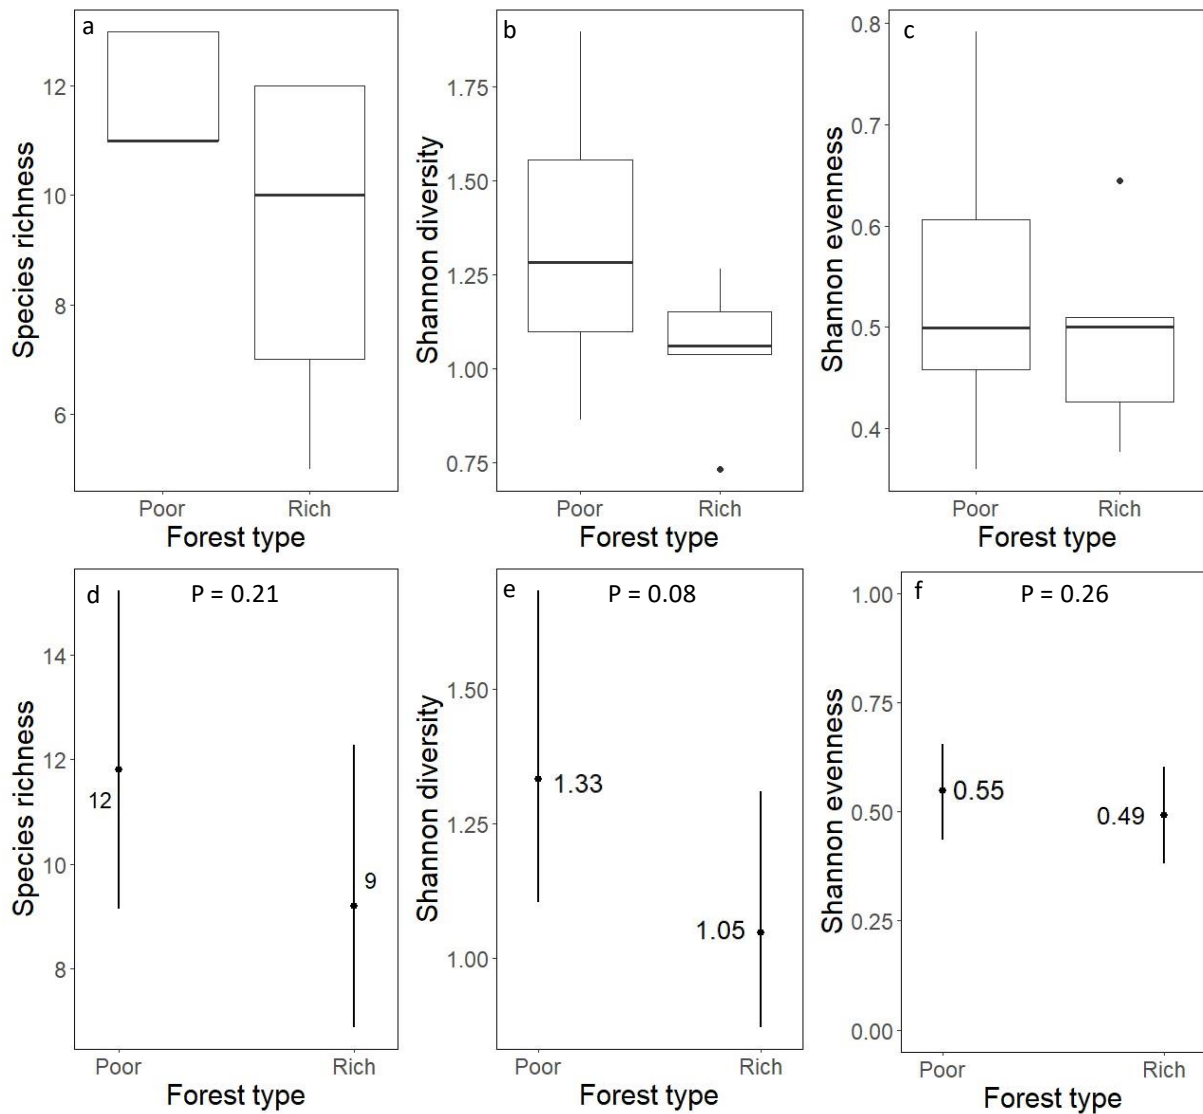 a
Species richness
12
10
8
6
Poor
Rich
Forest type
b
Shannon diversity
1.75
1.50
1.25
1.00
0.75
Poor
Rich
Forest type
c
Shannon evenness
0.8
0.7
0.6
0.5
0.4
Poor
Rich
Forest type
d
P = 0.21
Species richness
14
12
10
8
12
9
Poor
Rich
Forest type
e
P = 0.08
Shannon diversity
1.50
1.25
1.00
1.33
1.05
Poor
Rich
Forest type
f
P = 0.26
Shannon evenness
1.00
0.75
0.50
0.25
0.00
0.55
0.49
Poor
Rich
Forest type